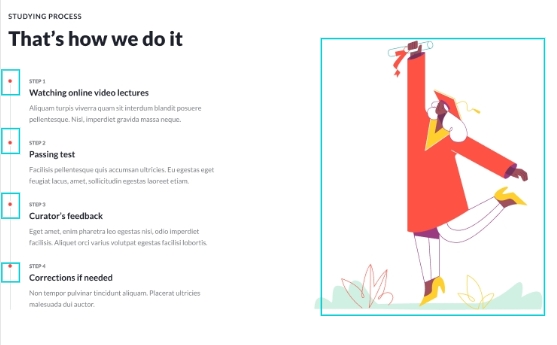 STUDYING PROCESS
That's how we do it
STEP 1
Watching online video lectures
Aliquam turpis viverra quam sit interdum blandit posuere
pellentesque. Nisl, imperdiet gravida massa neque.
STEP 2
Passing test
Facilisis pellentesque quis accumsan ultricies. Eu egestas eget
feugiat lacus, amet, sollicitudin egestas laoreet etiam.
STEP 3
Curator's feedback
Eget amet, enim pharetra leo egestas nisi, odio imperdiet
facilisis. Aliquet orci varius volutpat egestas facilisi lobortis.
STEP 4
Corrections if needed
Non tempor pulvinar tincidunt aliquam. Placerat ultricies
malesuada dui auctor.